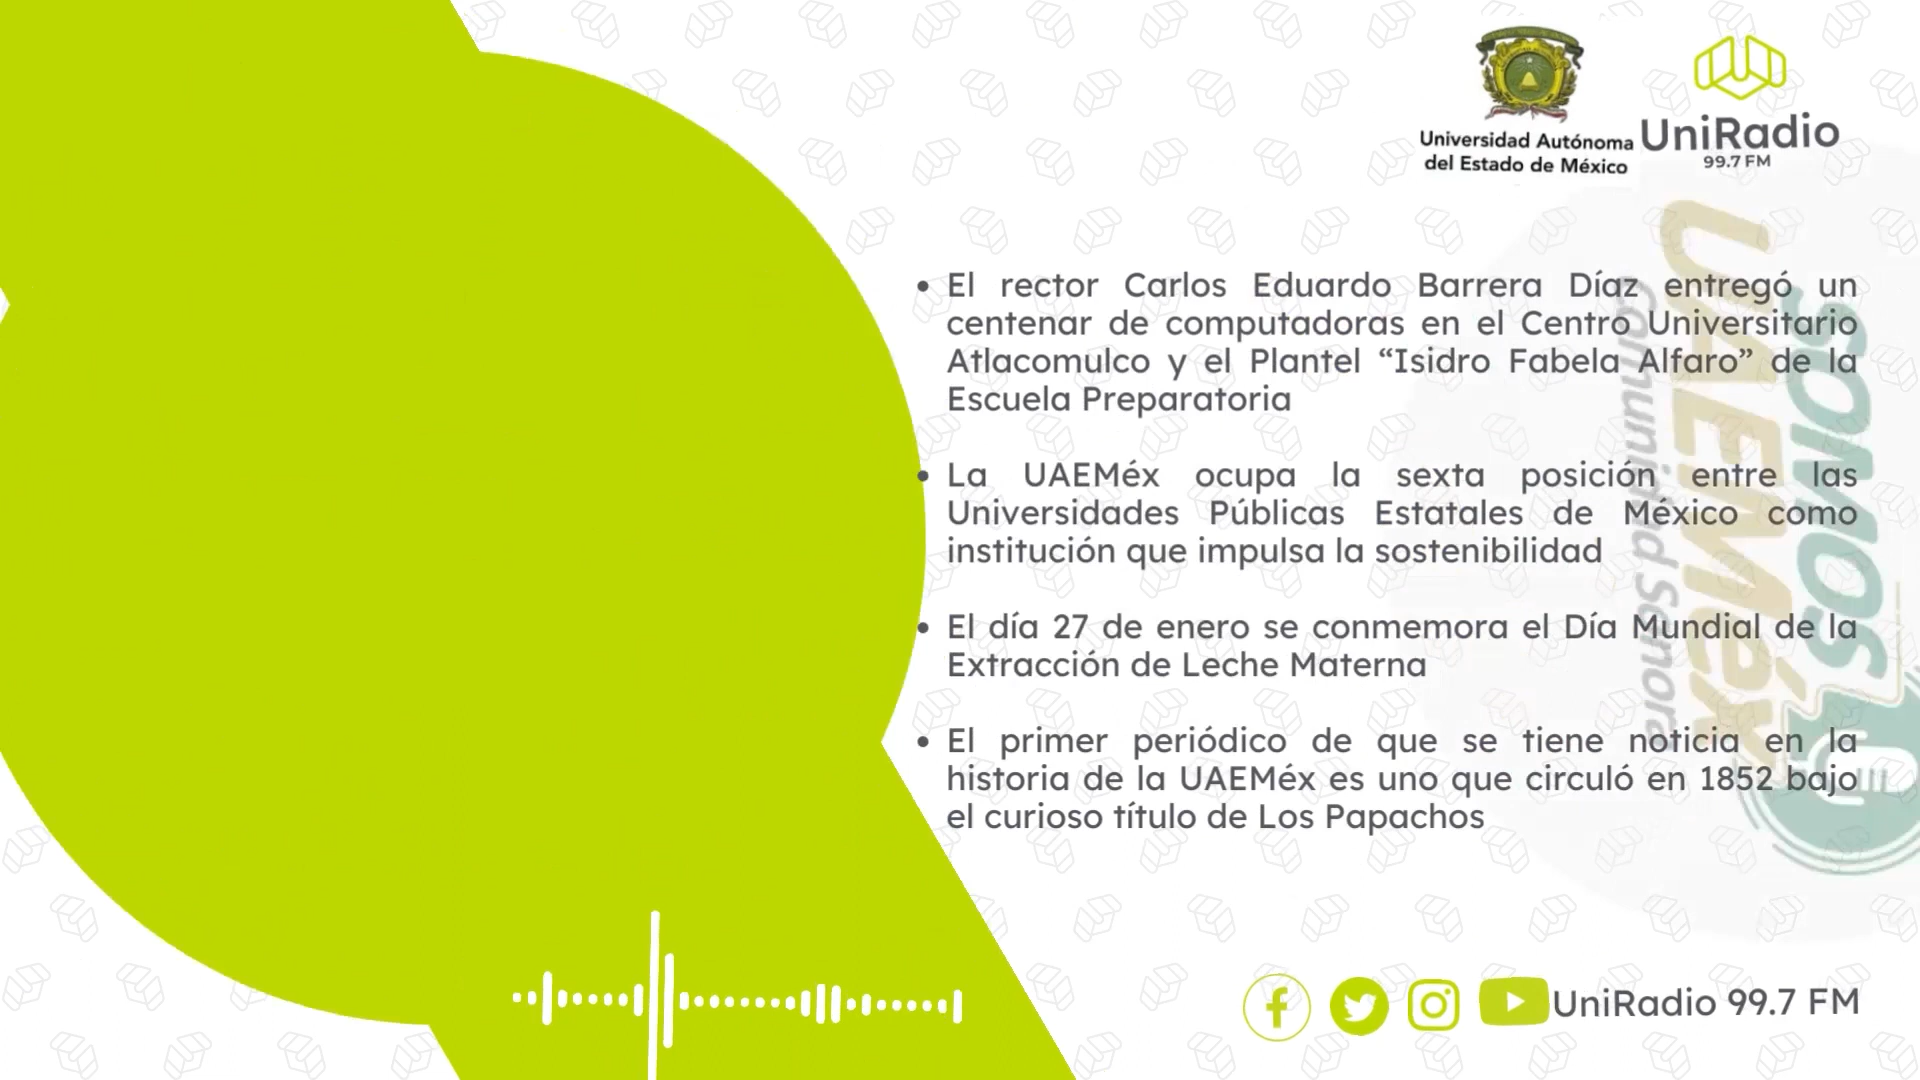 Universidad Autónoma
del Estado de México
UniRadio
99.7 FM
• El rector Carlos Eduardo Barrera Díaz entregó un
centenar de computadoras en el Centro Universitario
Atlacomulco y el Plantel “Isidro Fabela Alfaro” de la
Escuela Preparatoria
• La UAEMéx ocupa la sexta posición entre las
Universidades Públicas Estatales de México como
institución que impulsa la sostenibilidad
• El día 27 de enero se conmemora el Día Mundial de la
Extracción de Leche Materna
• El primer periódico de que se tiene noticia en la
historia de la UAEMéx es uno que circuló en 1852 bajo
el curioso título de Los Papachos
SOMOS
UAEMéx
Comunidad Sonora
UniRadio 99.7 FM